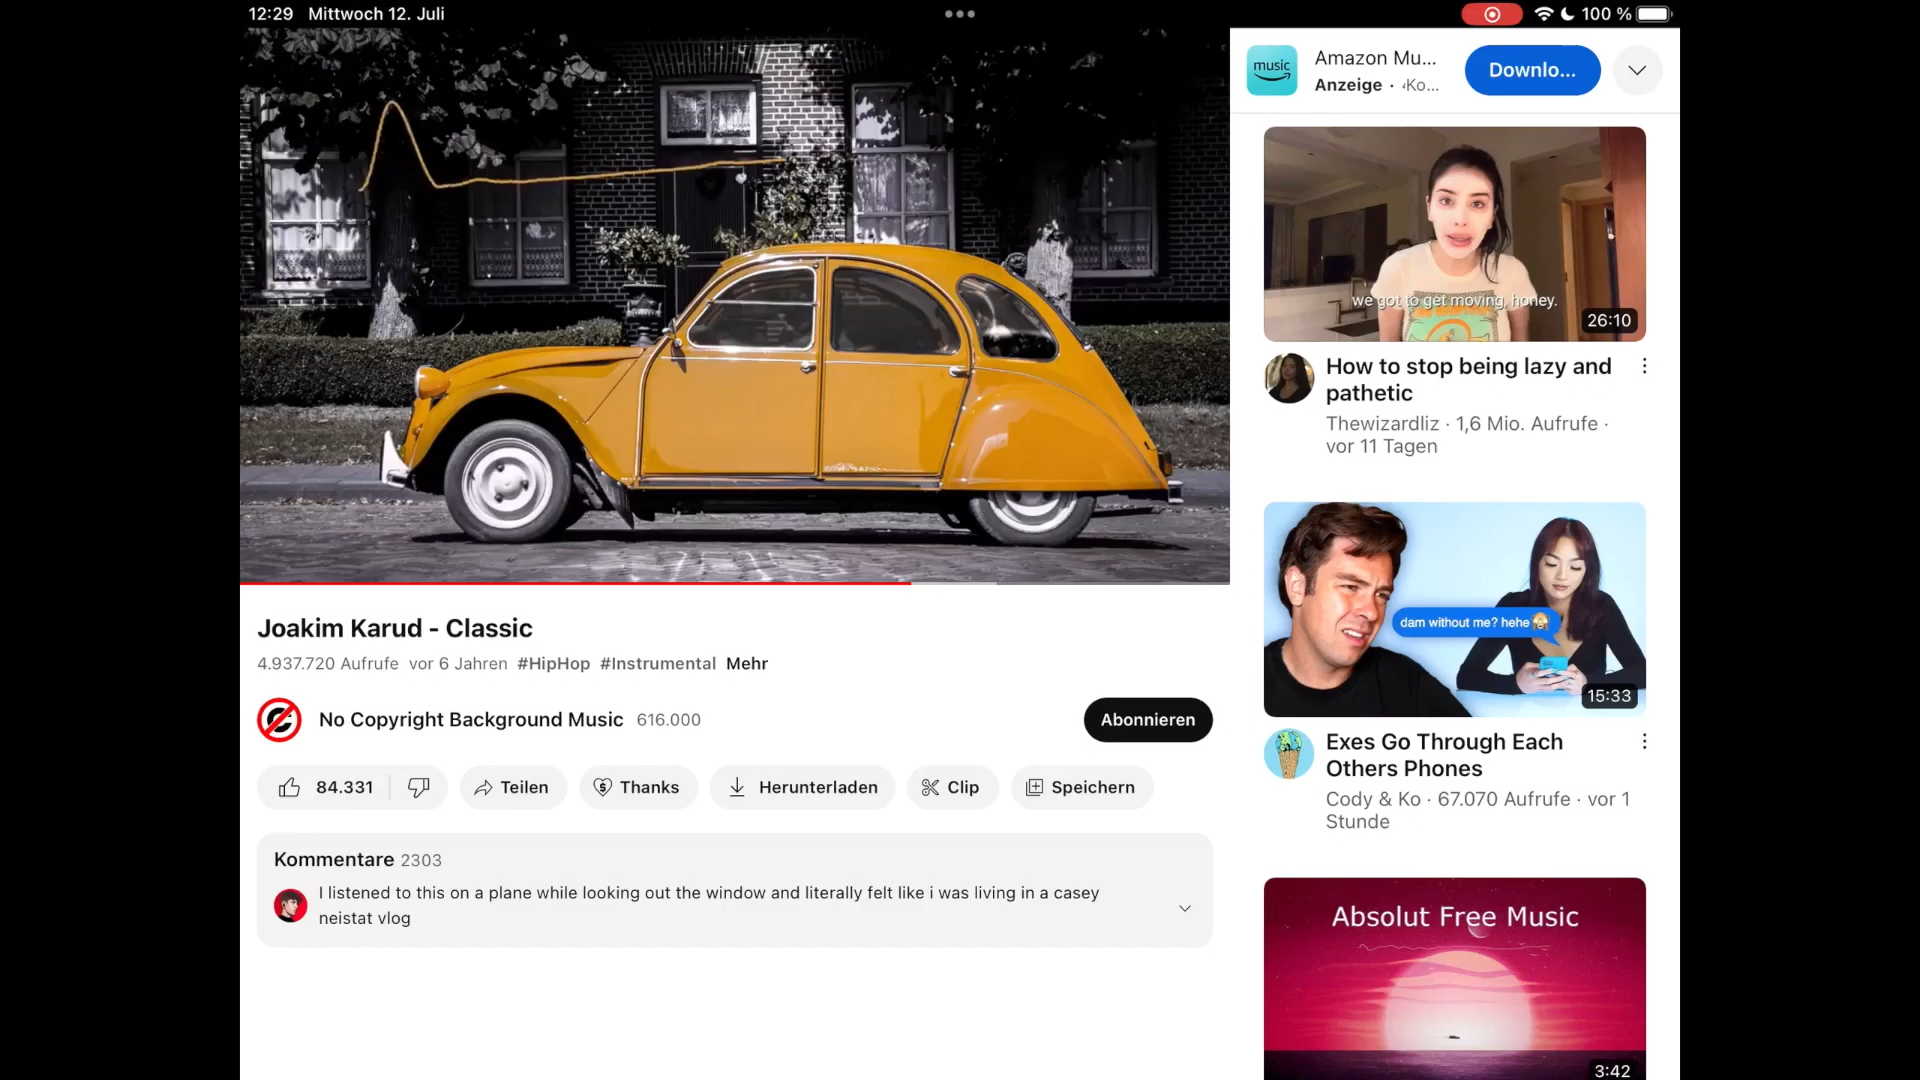 12:29 Mittwoch 12. Juli
100 %
music
Amazon Mu...
Anzeige · Ko...
Downlo...
we got to get moving, honey.
26:10
How to stop being lazy and
pathetic
Thewizardliz · 1,6 Mio. Aufrufe ·
vor 11 Tagen
dam without me? hehe
15:33
Exes Go Through Each
Others Phones
Cody & Ko · 67.070 Aufrufe · vor 1
Stunde
Absolut Free Music
3:42
Joakim Karud - Classic
4.937.720 Aufrufe vor 6 Jahren #HipHop #Instrumental Mehr
No Copyright Background Music 616.000
Abonnieren
84.331
Teilen
Thanks
Herunterladen
Clip
Speichern
Kommentare 2303
I listened to this on a plane while looking out the window and literally felt like i was living in a casey
neistat vlog